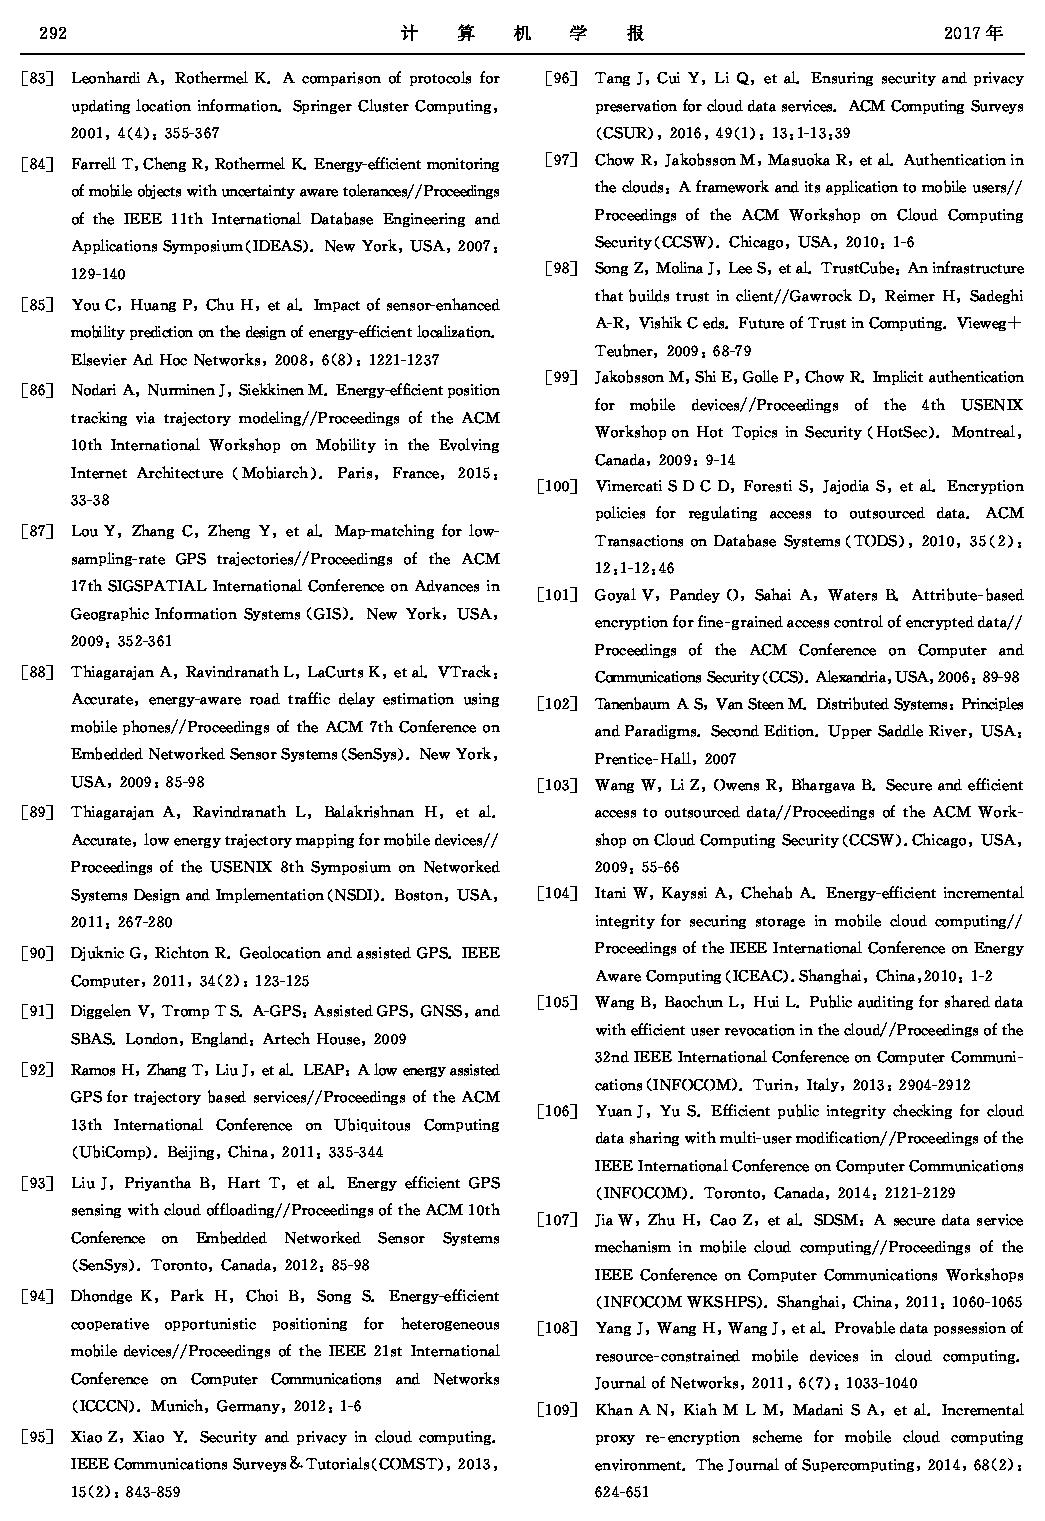 292 计 算 机 学 报 2017年
[83] Leonhardi A, Rothermel K. A comparison of protocols for
updating location information. Springer Cluster Computing,
2001, 4(4): 355-367
[84] Farrell T, Cheng R, Rothermel K. Energy-efficient monitoring
of mobile objects with uncertainty aware tolerances//Proceedings
of the IEEE 11th International Database Engineering and
Applications Symposium(IDEAS). New York, USA, 2007:
129-140
[85] You C, Huang P, Chu H, et al. Impact of sensor-enhanced
mobility prediction on the design of energy-efficient localization.
Elsevier Ad Hoc Networks, 2008, 6(8): 1221-1237
[86] Nodari A, Nurminen J, Siekkinen M. Energy-efficient position
tracking via trajectory modeling//Proceedings of the ACM
10th International Workshop on Mobility in the Evolving
Internet Architecture (Mobiarch). Paris, France, 2015:
33-38
[87] Lou Y, Zhang C, Zheng Y, et al. Map-matching for low-
sampling-rate GPS trajectories//Proceedings of the ACM
17th SIGSPATIAL International Conference on Advances in
Geographic Information Systems (GIS). New York, USA,
2009: 352-361
[88] Thiagarajan A, Ravindranath L, LaCurts K, et al. VTrack:
Accurate, energy-aware road traffic delay estimation using
mobile phones//Proceedings of the ACM 7th Conference on
Embedded Networked Sensor Systems (SenSys). New York,
USA, 2009: 85-98
[89] Thiagarajan A, Ravindranath L, Balakrishnan H, et al.
Accurate, low energy trajectory mapping for mobile devices//
Proceedings of the USENIX 8th Symposium on Networked
Systems Design and Implementation(NSDI). Boston, USA,
2011: 267-280
[90] Djuknic G, Richton R. Geolocation and assisted GPS. IEEE
Computer, 2011, 34(2): 123-125
[91] Diggelen V, Tromp T S. A-GPS: Assisted GPS, GNSS, and
SBAS. London, England: Artech House, 2009
[92] Ramos H, Zhang T, Liu J, et al. LEAP: A low energy assisted
GPS for trajectory based services//Proceedings of the ACM
13th International Conference on Ubiquitous Computing
(UbiComp). Beijing, China, 2011: 335-344
[93] Liu J, Priyantha B, Hart T, et al. Energy efficient GPS
sensing with cloud offloading//Proceedings of the ACM 10th
Conference on Embedded Networked Sensor Systems
(SenSys). Toronto, Canada, 2012: 85-98
[94] Dhondge K, Park H, Choi B, Song S. Energy-efficient
cooperative opportunistic positioning for heterogeneous
mobile devices//Proceedings of the IEEE 21st International
Conference on Computer Communications and Networks
(ICCCN). Munich, Germany, 2012: 1-6
[95] Xiao Z, Xiao Y. Security and privacy in cloud computing.
IEEE Communications Surveys & Tutorials(COMST), 2013,
15(2): 843-859
[96] Tang J, Cui Y, Li Q, et al. Ensuring security and privacy
preservation for cloud data services. ACM Computing Surveys
(CSUR), 2016, 49(1): 13:1-13:39
[97] Chow R, Jakobsson M, Masuoka R, et al. Authentication in
the clouds: A framework and its application to mobile users//
Proceedings of the ACM Workshop on Cloud Computing
Security(CCSW). Chicago, USA, 2010: 1-6
[98] Song Z, Molina J, Lee S, et al. TrustCube: An infrastructure
that builds trust in client//Gawrock D, Reimer H, Sadeghi
A-R, Vishik C eds. Future of Trust in Computing. Vieweg+
Teubner, 2009: 68-79
[99] Jakobsson M, Shi E, Golle P, Chow R. Implicit authentication
for mobile devices//Proceedings of the 4th USENIX
Workshop on Hot Topics in Security (HotSec). Montreal,
Canada, 2009: 9-14
[100] Vimercati S D C D, Foresti S, Jajodia S, et al. Encryption
policies for regulating access to outsourced data. ACM
Transactions on Database Systems (TODS), 2010, 35(2):
12:1-12:46
[101] Goyal V, Pandey O, Sahai A, Waters B. Attribute-based
encryption for fine-grained access control of encrypted data//
Proceedings of the ACM Conference on Computer and
Communications Security (CCS). Alexandria, USA, 2006: 89-98
[102] Tanenbaum A S, Van Steen M. Distributed Systems: Principles
and Paradigms. Second Edition. Upper Saddle River, USA:
Prentice-Hall, 2007
[103] Wang W, Li Z, Owens R, Bhargava B. Secure and efficient
access to outsourced data//Proceedings of the ACM Work-
shop on Cloud Computing Security (CCSW). Chicago, USA,
2009: 55-66
[104] Itani W, Kayssi A, Chehab A. Energy-efficient incremental
integrity for securing storage in mobile cloud computing//
Proceedings of the IEEE International Conference on Energy
Aware Computing (ICEAC). Shanghai, China, 2010: 1-2
[105] Wang B, Baochun L, Hui L. Public auditing for shared data
with efficient user revocation in the cloud//Proceedings of the
32nd IEEE International Conference on Computer Communi-
cations (INFOCOM). Turin, Italy, 2013: 2904-2912
[106] Yuan J, Yu S. Efficient public integrity checking for cloud
data sharing with multi-user modification//Proceedings of the
IEEE International Conference on Computer Communications
(INFOCOM). Toronto, Canada, 2014: 2121-2129
[107] Jia W, Zhu H, Cao Z, et al. SDSM: A secure data service
mechanism in mobile cloud computing//Proceedings of the
IEEE Conference on Computer Communications Workshops
(INFOCOM WKSHPS). Shanghai, China, 2011: 1060-1065
[108] Yang J, Wang H, Wang J, et al. Provable data possession of
resource-constrained mobile devices in cloud computing.
Journal of Networks, 2011, 6(7): 1033-1040
[109] Khan A N, Kiah M L M, Madani S A, et al. Incremental
proxy re-encryption scheme for mobile cloud computing
environment. The Journal of Supercomputing, 2014, 68(2):
624-651